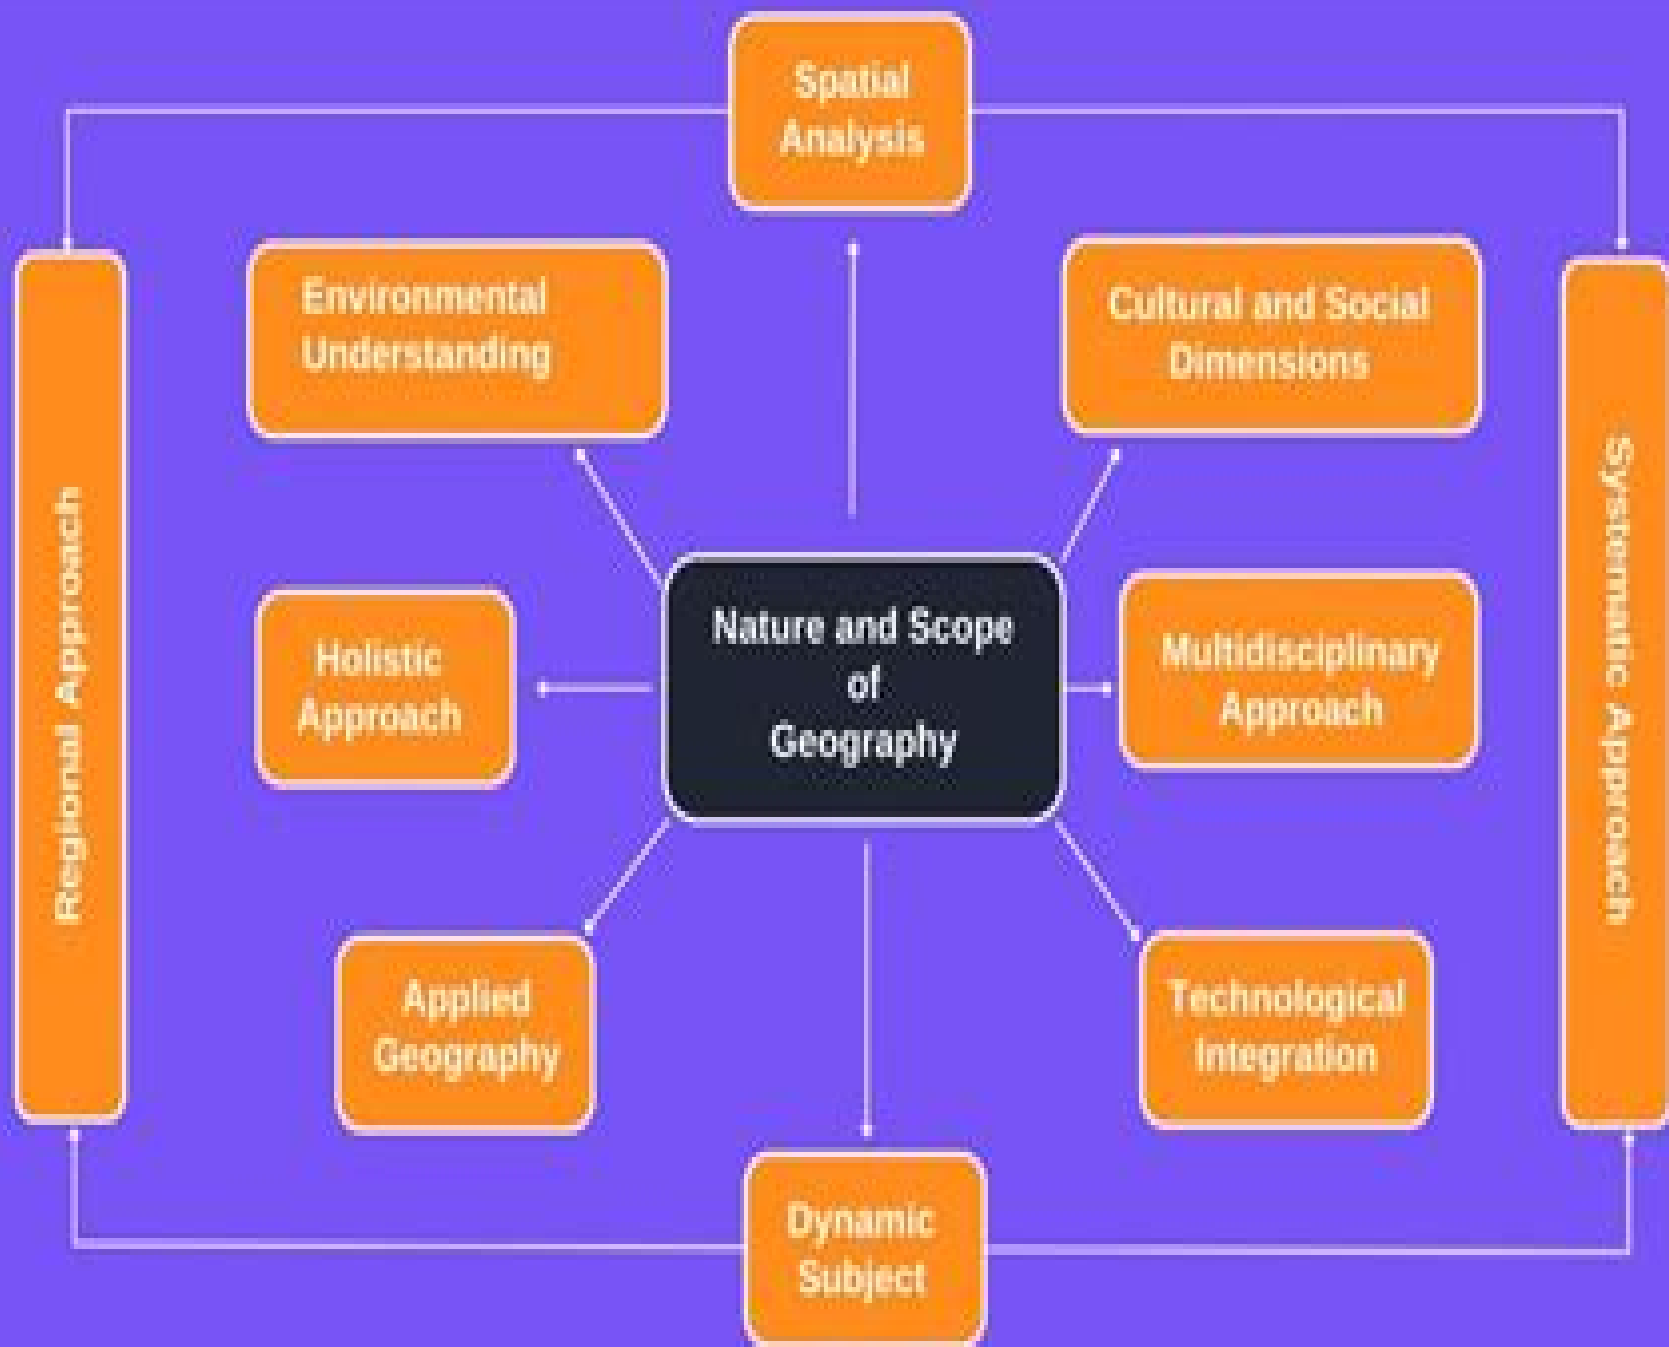 Spatial
Analysis
Environmental
Understanding
Cultural and Social
Dimensions
Regional Approach
Systematic Approach
Nature and Scope
of
Geography
Holistic
Approach
Multidisciplinary
Approach
Applied
Geography
Technological
Integration
Dynamic
Subject